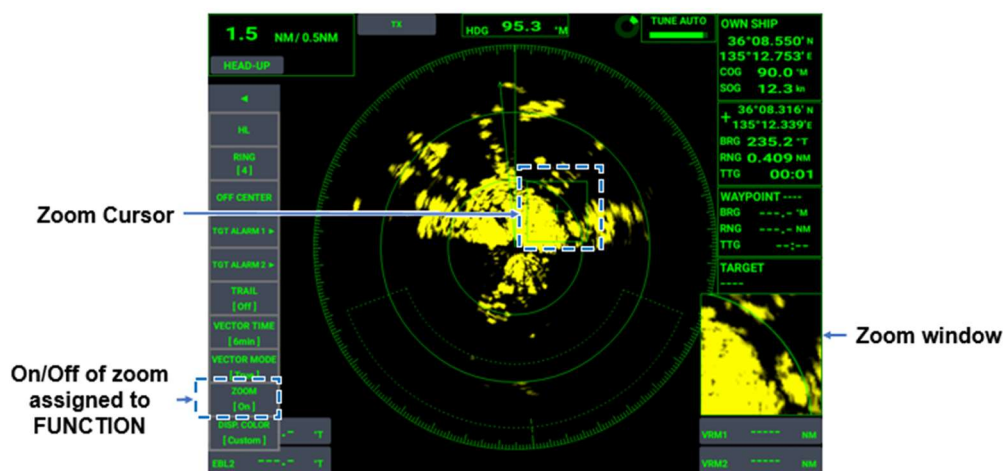 1.5 NM / 0.5NM
HEAD-UP
TX
HDG 95.3 °M
TUNE AUTO
OWN SHIP
36°08.550' N
135°12.753' E
COG 90.0 °M
SOG 12.3 kn
+ 36°08.316' N
135°12.339' E
BRG 235.2 °T
RNG 0.409 NM
TTG 00:01
WAYPOINT ----
BRG ---.- °M
RNG ---.- NM
TTG --:--
TARGET
----
◄
HL
RING
[ 4 ]
OFF CENTER
TGT ALARM 1 ►
TGT ALARM 2 ►
TRAIL
[ Off ]
VECTOR TIME
[ 6min ]
VECTOR MODE
[ True ]
ZOOM
[ On ]
DISP. COLOR
[ Custom ]
-.- °T
EBL2 ---.- °T
VRM1 ----- NM
VRM2 ----- NM
Zoom Cursor
Zoom window
On/Off of zoom
assigned to
FUNCTION